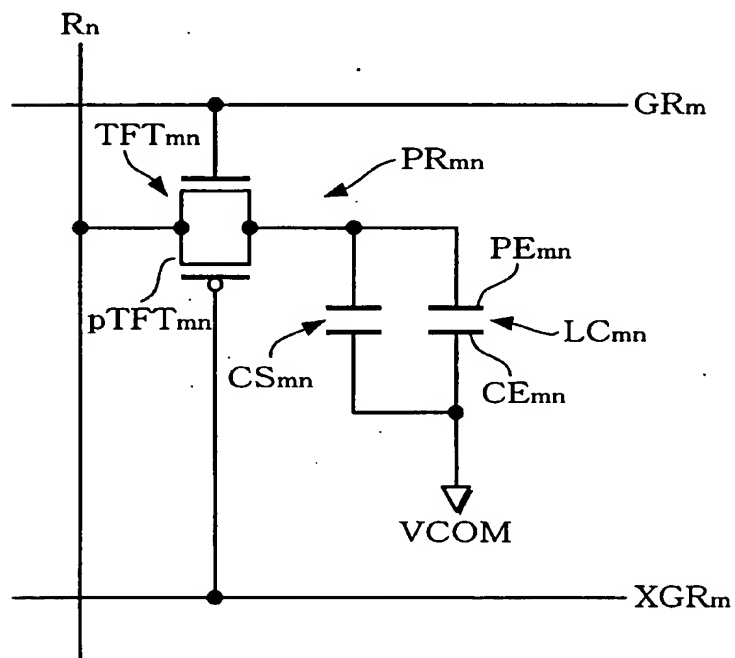 Rn
GRm
TFTmn
PRmn
PEmn
pTFTmn
LCmn
CSmn
CEmn
VCOM
XGRm